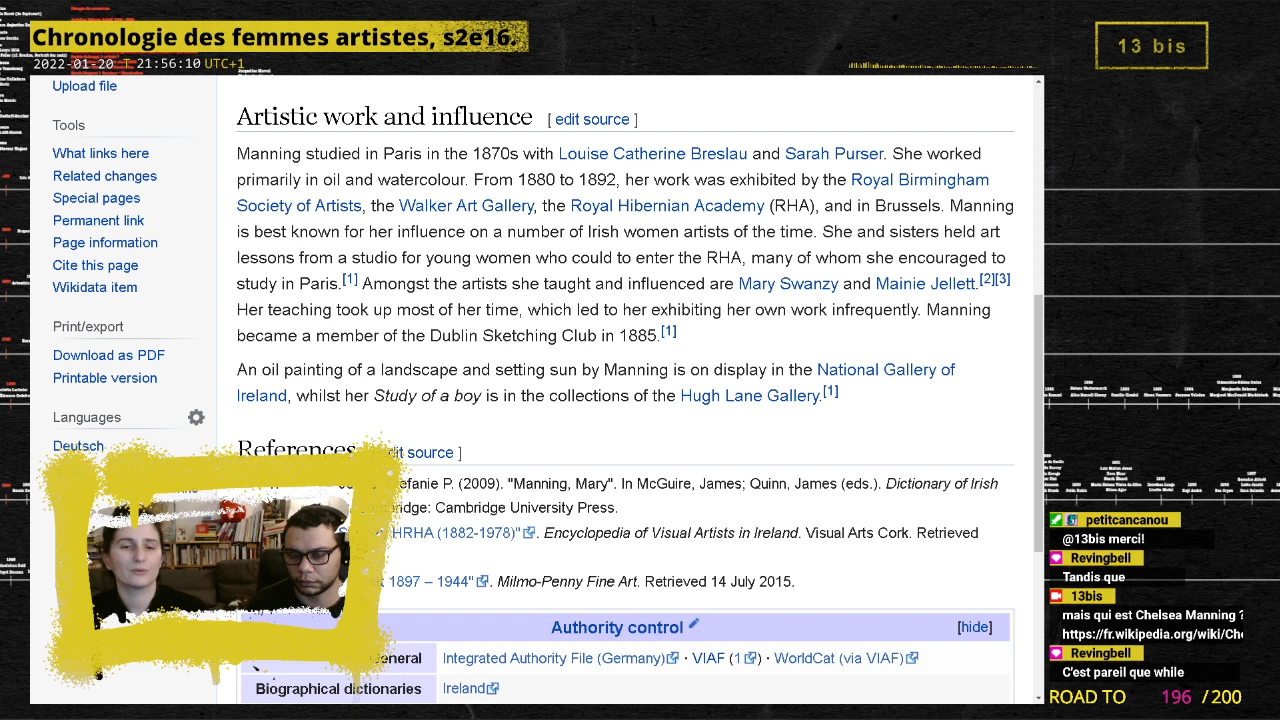 Chronologie des femmes artistes, s2e16.
2022-01-20 T 21:56:10 UTC+1
13 bis
Upload file
Tools
What links here
Related changes
Special pages
Permanent link
Page information
Cite this page
Wikidata item
Print/export
Download as PDF
Printable version
Languages
Deutsch
Artistic work and influence [ edit source ]
Manning studied in Paris in the 1870s with Louise Catherine Breslau and Sarah Purser. She worked
primarily in oil and watercolour. From 1880 to 1892, her work was exhibited by the Royal Birmingham
Society of Artists, the Walker Art Gallery, the Royal Hibernian Academy (RHA), and in Brussels. Manning
is best known for her influence on a number of Irish women artists of the time. She and sisters held art
lessons from a studio for young women who could to enter the RHA, many of whom she encouraged to
study in Paris.[1] Amongst the artists she taught and influenced are Mary Swanzy and Mainie Jellett.[2][3]
Her teaching took up most of her time, which led to her exhibiting her own work infrequently. Manning
became a member of the Dublin Sketching Club in 1885.[1]
An oil painting of a landscape and setting sun by Manning is on display in the National Gallery of
Ireland, whilst her Study of a boy is in the collections of the Hugh Lane Gallery.[1]
References edit source ]
P. (2009). "Manning, Mary". In McGuire, James; Quinn, James (eds.). Dictionary of Irish
Cambridge University Press.
HRHA (1882-1978)". Encyclopedia of Visual Artists in Ireland. Visual Arts Cork. Retrieved
1897 – 1944". Milmo-Penny Fine Art. Retrieved 14 July 2015.
Authority control [hide]
Integrated Authority File (Germany) · VIAF (1) · WorldCat (via VIAF)
Biographical dictionaries Ireland
petitcancanou
@13bis merci!
Revingbell
Tandis que
13bis
mais qui est Chelsea Manning ?
https://fr.wikipedia.org/wiki/Che
Revingbell
C'est pareil que while
ROAD TO 196 /200